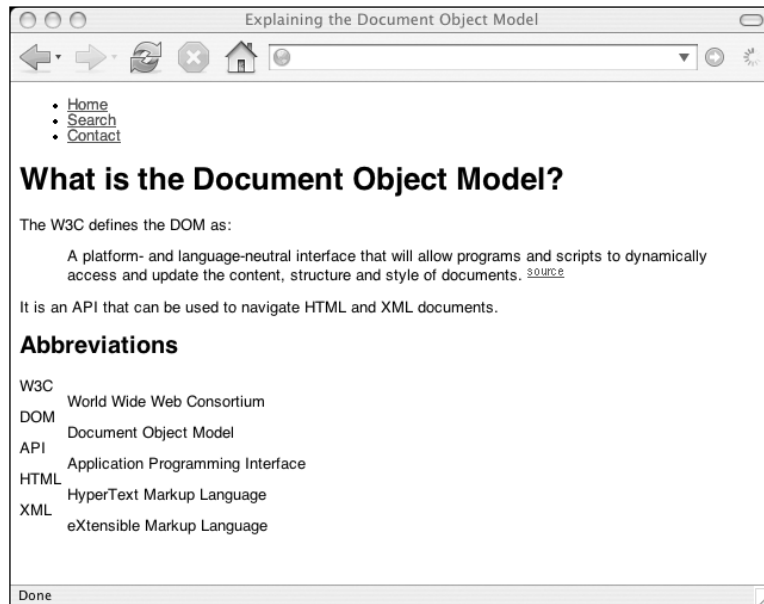 Explaining the Document Object Model
Home
Search
Contact
What is the Document Object Model?
The W3C defines the DOM as:
A platform- and language-neutral interface that will allow programs and scripts to dynamically
access and update the content, structure and style of documents. source
It is an API that can be used to navigate HTML and XML documents.
Abbreviations
W3C
World Wide Web Consortium
DOM
Document Object Model
API
Application Programming Interface
HTML
HyperText Markup Language
XML
eXtensible Markup Language
Done